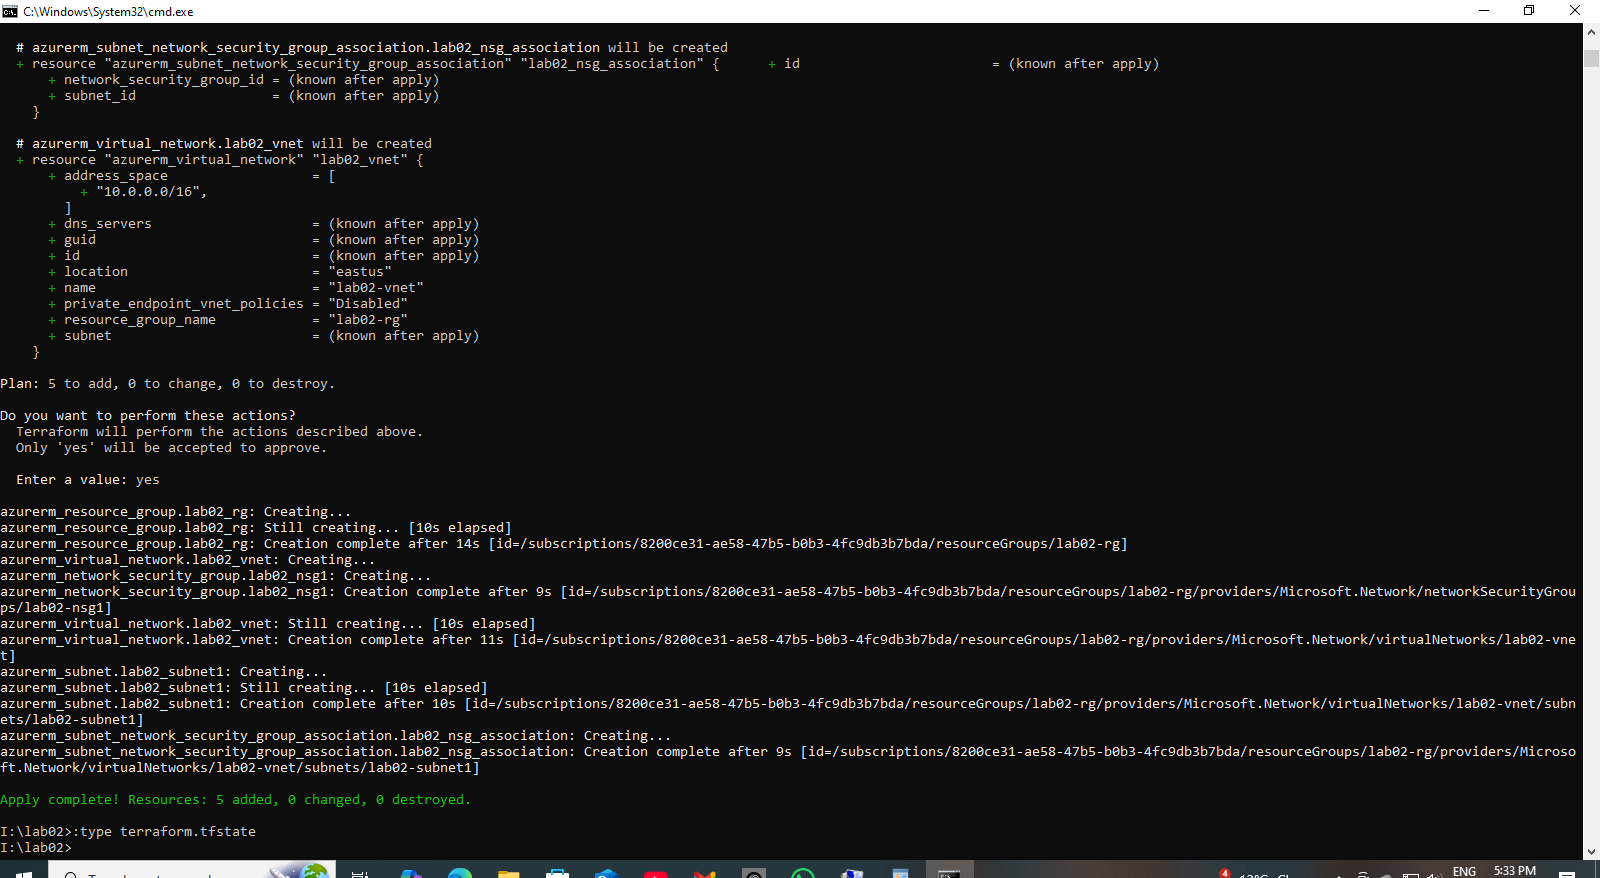 C:\Windows\System32\cmd.exe
# azurerm_subnet_network_security_group_association.lab02_nsg_association will be created
+ resource "azurerm_subnet_network_security_group_association" "lab02_nsg_association" {      + id                        = (known after apply)
+ network_security_group_id = (known after apply)
+ subnet_id                 = (known after apply)
}
# azurerm_virtual_network.lab02_vnet will be created
+ resource "azurerm_virtual_network" "lab02_vnet" {
+ address_space                  = [
+ "10.0.0.0/16",
]
+ dns_servers                    = (known after apply)
+ guid                           = (known after apply)
+ id                             = (known after apply)
+ location                       = "eastus"
+ name                           = "lab02-vnet"
+ private_endpoint_vnet_policies = "Disabled"
+ resource_group_name            = "lab02-rg"
+ subnet                         = (known after apply)
}
Plan: 5 to add, 0 to change, 0 to destroy.
Do you want to perform these actions?
Terraform will perform the actions described above.
Only 'yes' will be accepted to approve.
Enter a value: yes
azurerm_resource_group.lab02_rg: Creating...
azurerm_resource_group.lab02_rg: Still creating... [10s elapsed]
azurerm_resource_group.lab02_rg: Creation complete after 14s [id=/subscriptions/8200ce31-ae58-47b5-b0b3-4fc9db3b7bda/resourceGroups/lab02-rg]
azurerm_virtual_network.lab02_vnet: Creating...
azurerm_network_security_group.lab02_nsg1: Creating...
azurerm_network_security_group.lab02_nsg1: Creation complete after 9s [id=/subscriptions/8200ce31-ae58-47b5-b0b3-4fc9db3b7bda/resourceGroups/lab02-rg/providers/Microsoft.Network/networkSecurityGrou
ps/lab02-nsg1]
azurerm_virtual_network.lab02_vnet: Still creating... [10s elapsed]
azurerm_virtual_network.lab02_vnet: Creation complete after 11s [id=/subscriptions/8200ce31-ae58-47b5-b0b3-4fc9db3b7bda/resourceGroups/lab02-rg/providers/Microsoft.Network/virtualNetworks/lab02-vne
t]
azurerm_subnet.lab02_subnet1: Creating...
azurerm_subnet.lab02_subnet1: Still creating... [10s elapsed]
azurerm_subnet.lab02_subnet1: Creation complete after 10s [id=/subscriptions/8200ce31-ae58-47b5-b0b3-4fc9db3b7bda/resourceGroups/lab02-rg/providers/Microsoft.Network/virtualNetworks/lab02-vnet/subn
ets/lab02-subnet1]
azurerm_subnet_network_security_group_association.lab02_nsg_association: Creating...
azurerm_subnet_network_security_group_association.lab02_nsg_association: Creation complete after 9s [id=/subscriptions/8200ce31-ae58-47b5-b0b3-4fc9db3b7bda/resourceGroups/lab02-rg/providers/Microso
ft.Network/virtualNetworks/lab02-vnet/subnets/lab02-subnet1]
Apply complete! Resources: 5 added, 0 changed, 0 destroyed.
I:\lab02>:type terraform.tfstate
I:\lab02>
4
ENG
5:33 PM